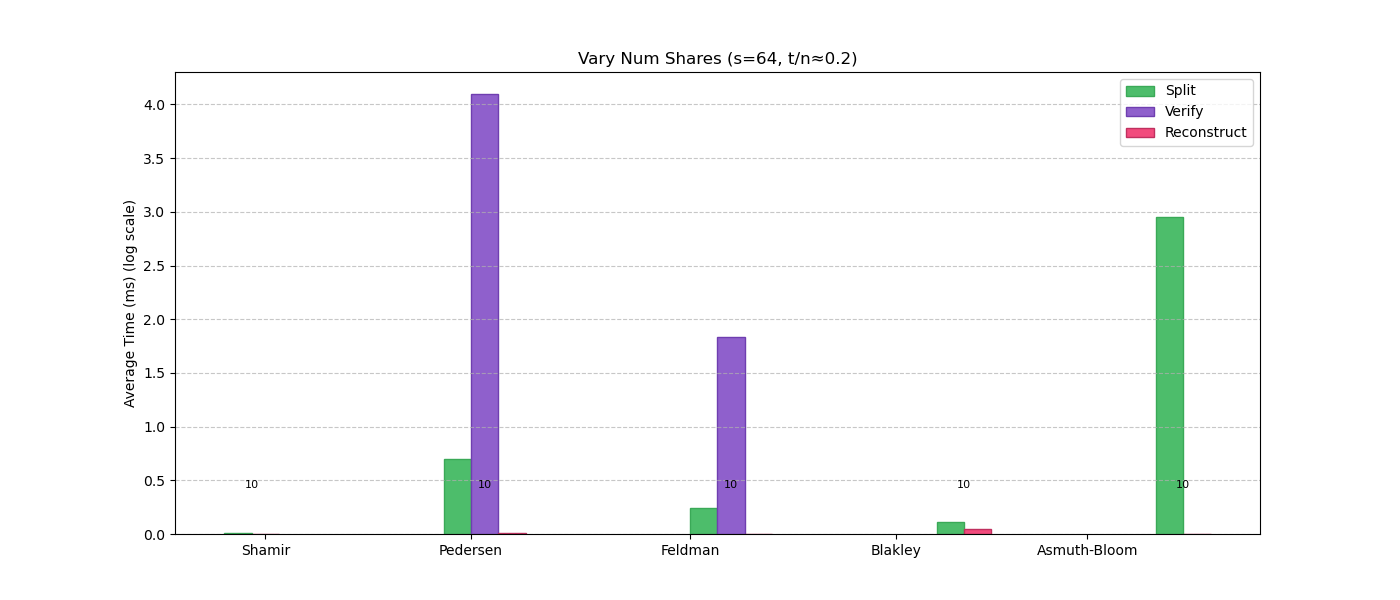 Vary Num Shares (s=64, t/n≈0.2)
Average Time (ms) (log scale)
4.0
3.5
3.0
2.5
2.0
1.5
1.0
0.5
0.0
Split
Verify
Reconstruct
10 10 10 10 10
Shamir Pedersen Feldman Blakley Asmuth-Bloom